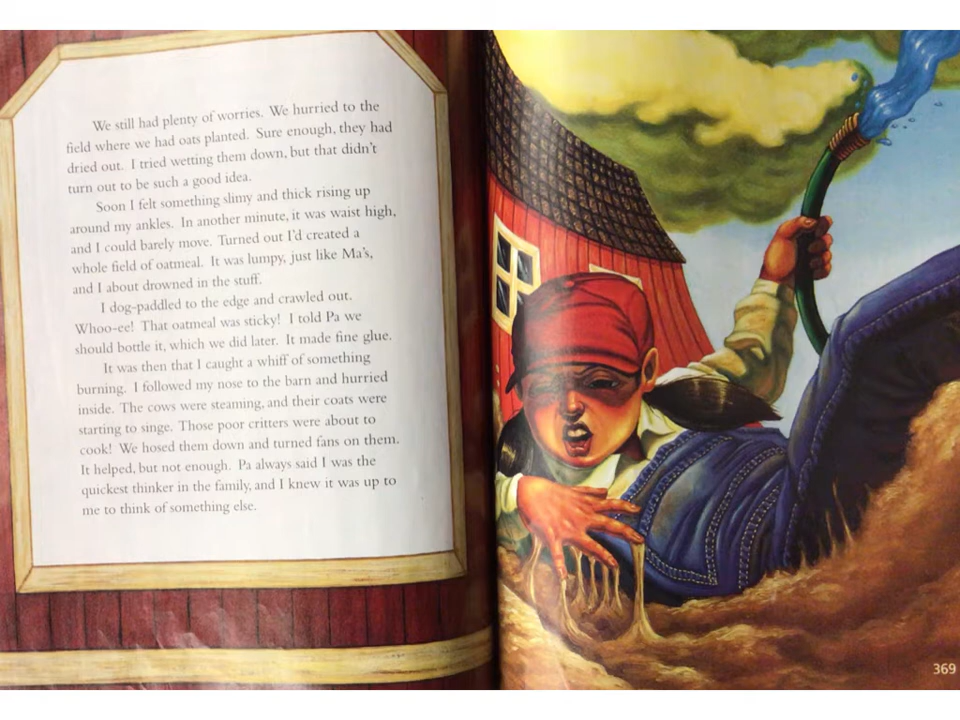 We still had plenty of worries. We hurried to the
field where we had oats planted. Sure enough, they had
dried out. I tried wetting them down, but that didn't
turn out to be such a good idea.
Soon I felt something slimy and thick rising up
around my ankles. In another minute, it was waist high,
and I could barely move. Turned out I'd created a
whole field of oatmeal. It was lumpy, just like Ma's,
and I about drowned in the stuff.
I dog-paddled to the edge and crawled out.
Whoo-ee! That oatmeal was sticky! I told Pa we
should bottle it, which we did later. It made fine glue.
It was then that I caught a whiff of something
burning. I followed my nose to the barn and hurried
inside. The cows were steaming, and their coats were
starting to singe. Those poor critters were about to
cook! We hosed them down and turned fans on them.
It helped, but not enough. Pa always said I was the
quickest thinker in the family, and I knew it was up to
me to think of something else.
369